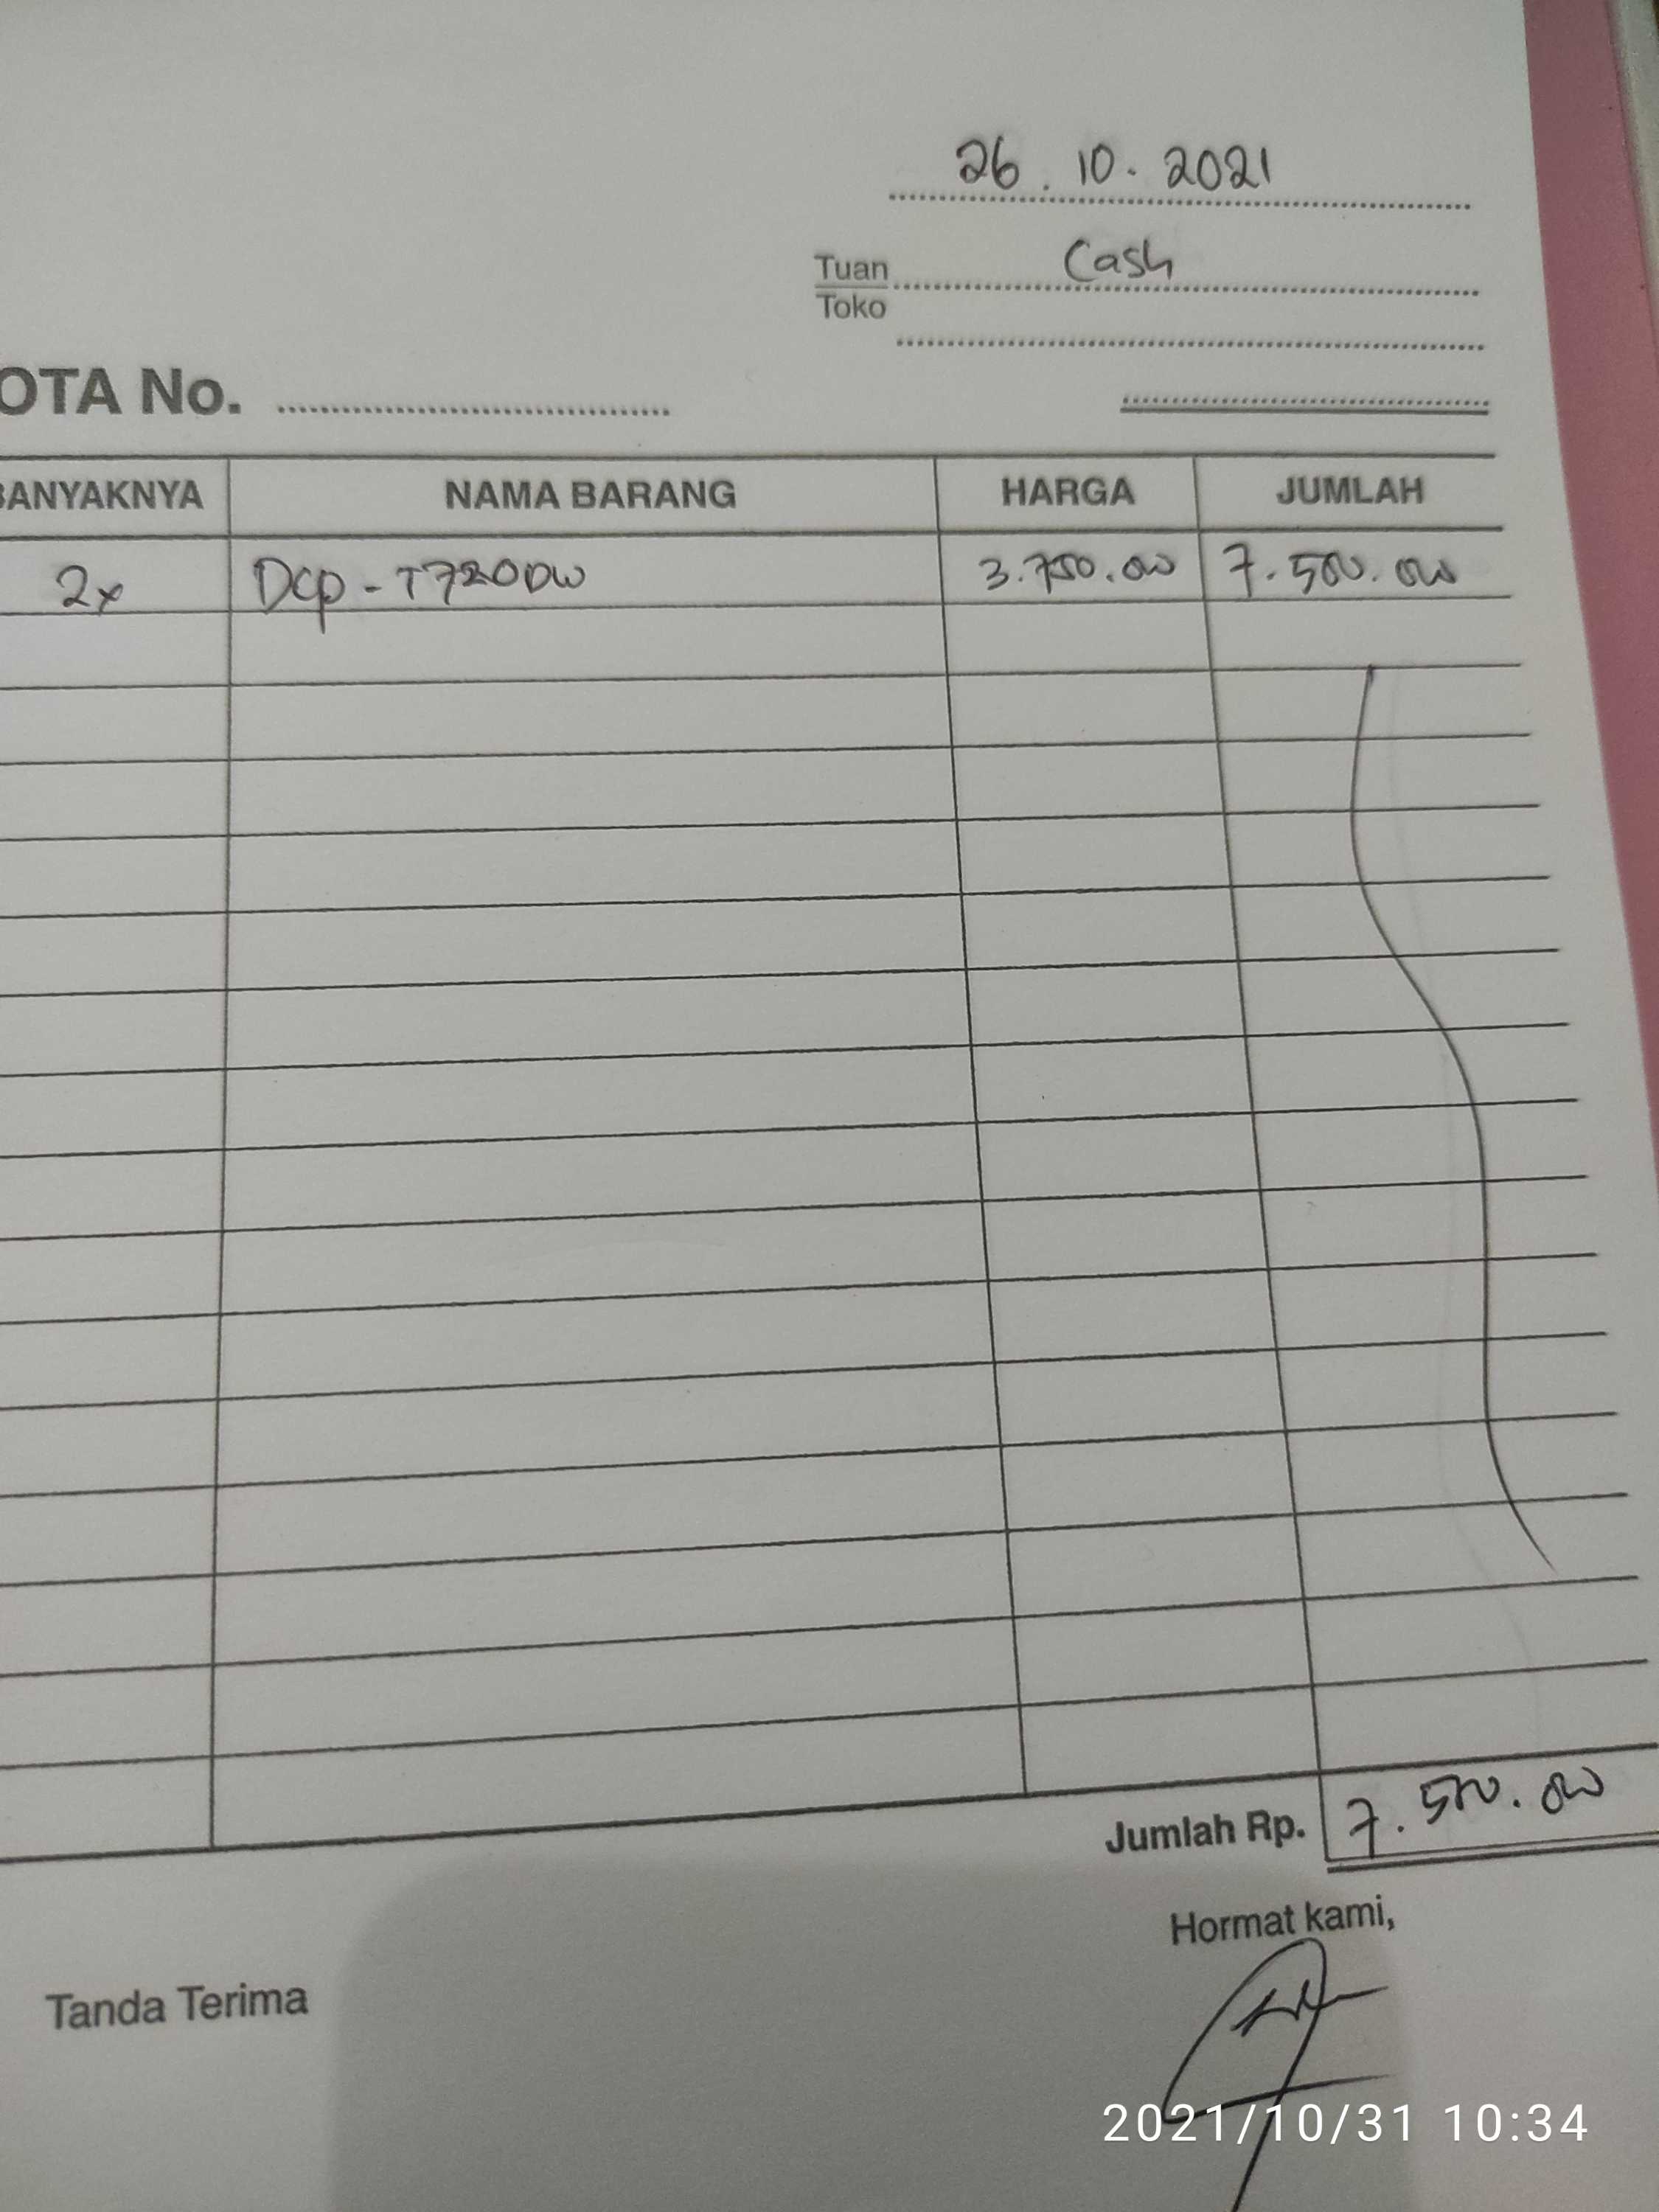 26.10.2021
Tuan Cash
Toko
OTA No.
BANYAKNYA NAMA BARANG HARGA JUMLAH
2x Dcp-T720DW 3.750.000 7.500.000
Jumlah Rp. 7.500.000
Hormat kami,
Tanda Terima
2021/10/31 10:34